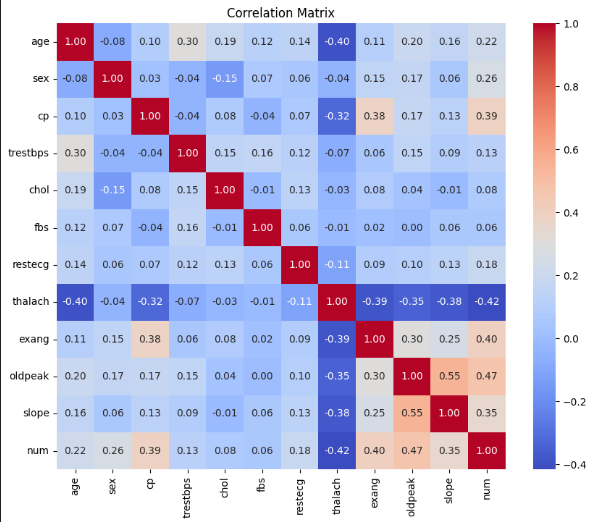 Correlation Matrix
age 1.00 -0.08 0.10 0.30 0.19 0.12 0.14 -0.40 0.11 0.20 0.16 0.22
sex -0.08 1.00 0.03 -0.04 -0.15 0.07 0.06 -0.04 0.15 0.17 0.06 0.26
cp 0.10 0.03 1.00 -0.04 0.08 -0.04 0.07 -0.32 0.38 0.17 0.13 0.39
trestbps 0.30 -0.04 -0.04 1.00 0.15 0.16 0.12 -0.07 0.06 0.15 0.09 0.13
chol 0.19 -0.15 0.08 0.15 1.00 -0.01 0.13 -0.03 0.08 0.04 -0.01 0.08
fbs 0.12 0.07 -0.04 0.16 -0.01 1.00 0.06 -0.01 0.02 0.00 0.06 0.06
restecg 0.14 0.06 0.07 0.12 0.13 0.06 1.00 -0.11 0.09 0.10 0.13 0.18
thalach -0.40 -0.04 -0.32 -0.07 -0.03 -0.01 -0.11 1.00 -0.39 -0.35 -0.38 -0.42
exang 0.11 0.15 0.38 0.06 0.08 0.02 0.09 -0.39 1.00 0.30 0.25 0.40
oldpeak 0.20 0.17 0.17 0.15 0.04 0.00 0.10 -0.35 0.30 1.00 0.55 0.47
slope 0.16 0.06 0.13 0.09 -0.01 0.06 0.13 -0.38 0.25 0.55 1.00 0.35
num 0.22 0.26 0.39 0.13 0.08 0.06 0.18 -0.42 0.40 0.47 0.35 1.00
age sex cp trestbps chol fbs restecg thalach exang oldpeak slope num
1.0
0.8
0.6
0.4
0.2
0.0
−0.2
−0.4